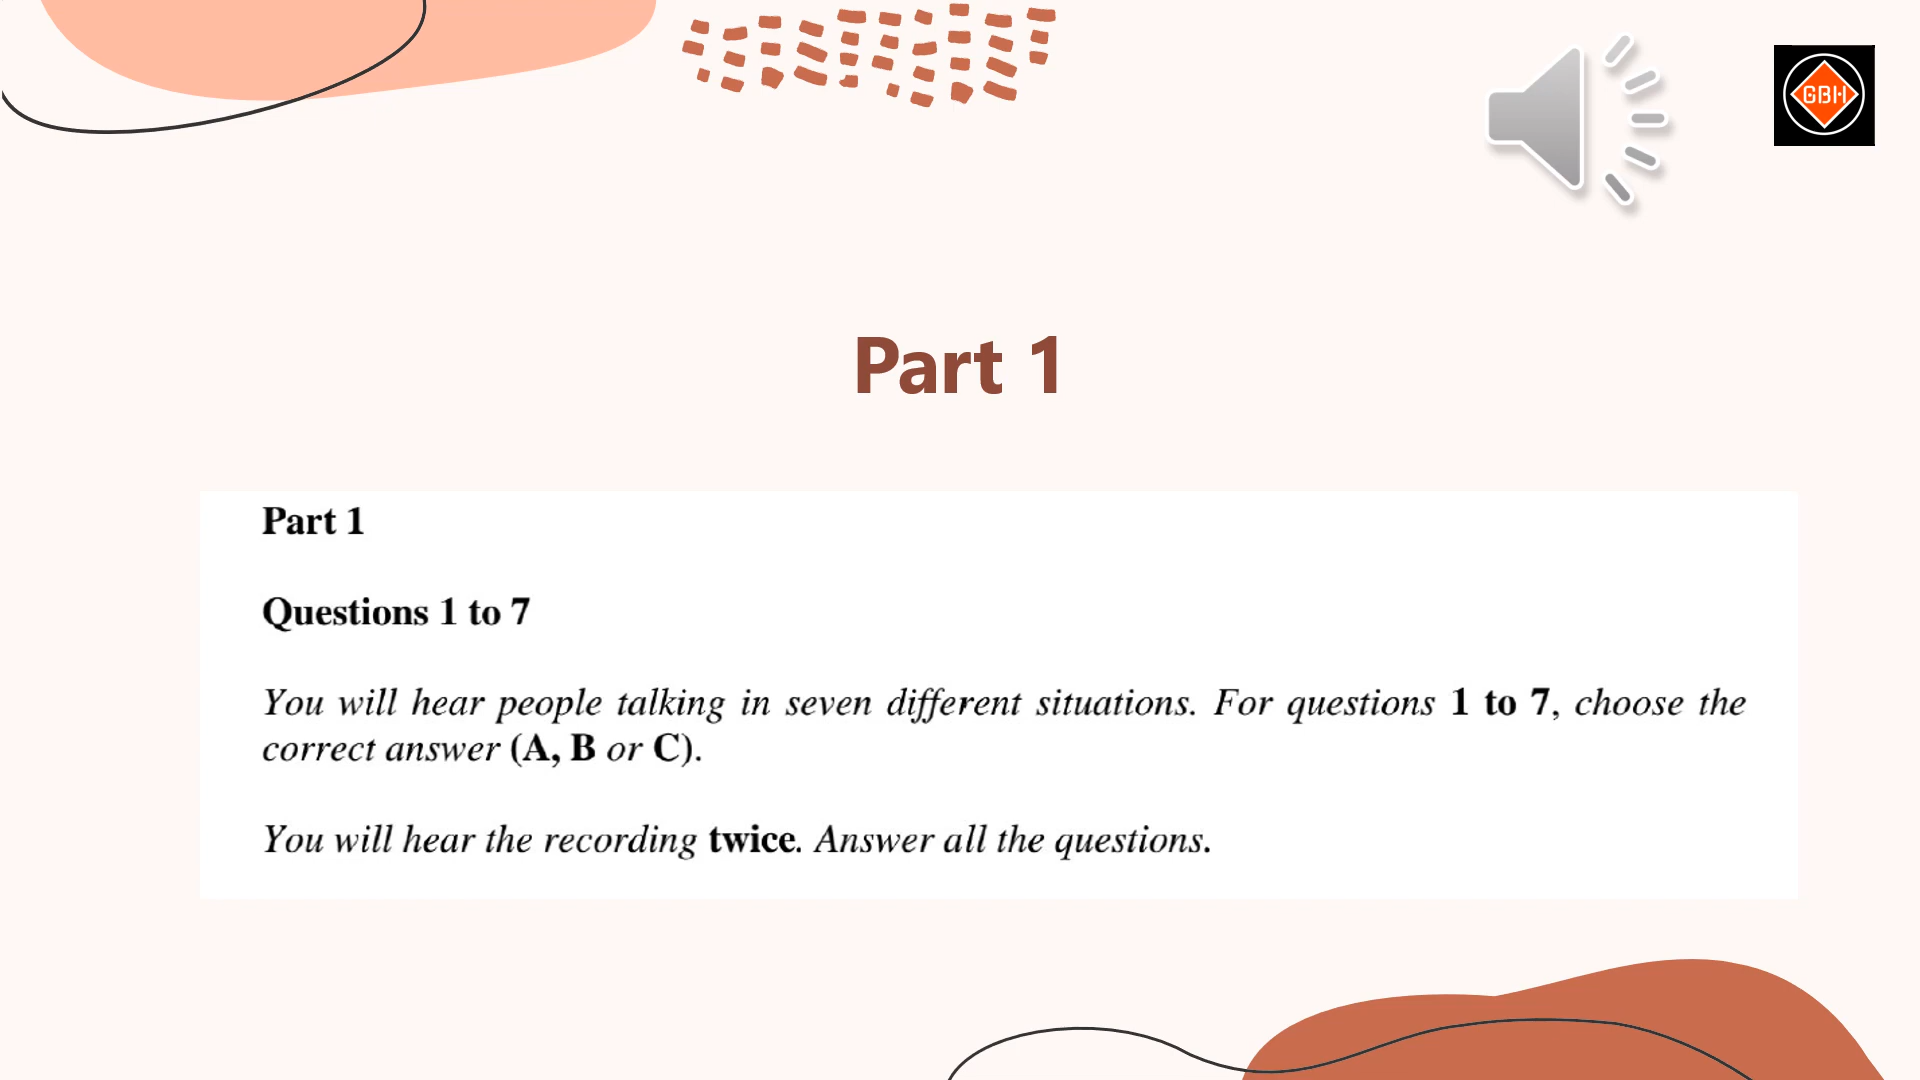 GBH
Part 1
Part 1
Questions 1 to 7
You will hear people talking in seven different situations. For questions 1 to 7, choose the
correct answer (A, B or C).
You will hear the recording twice. Answer all the questions.